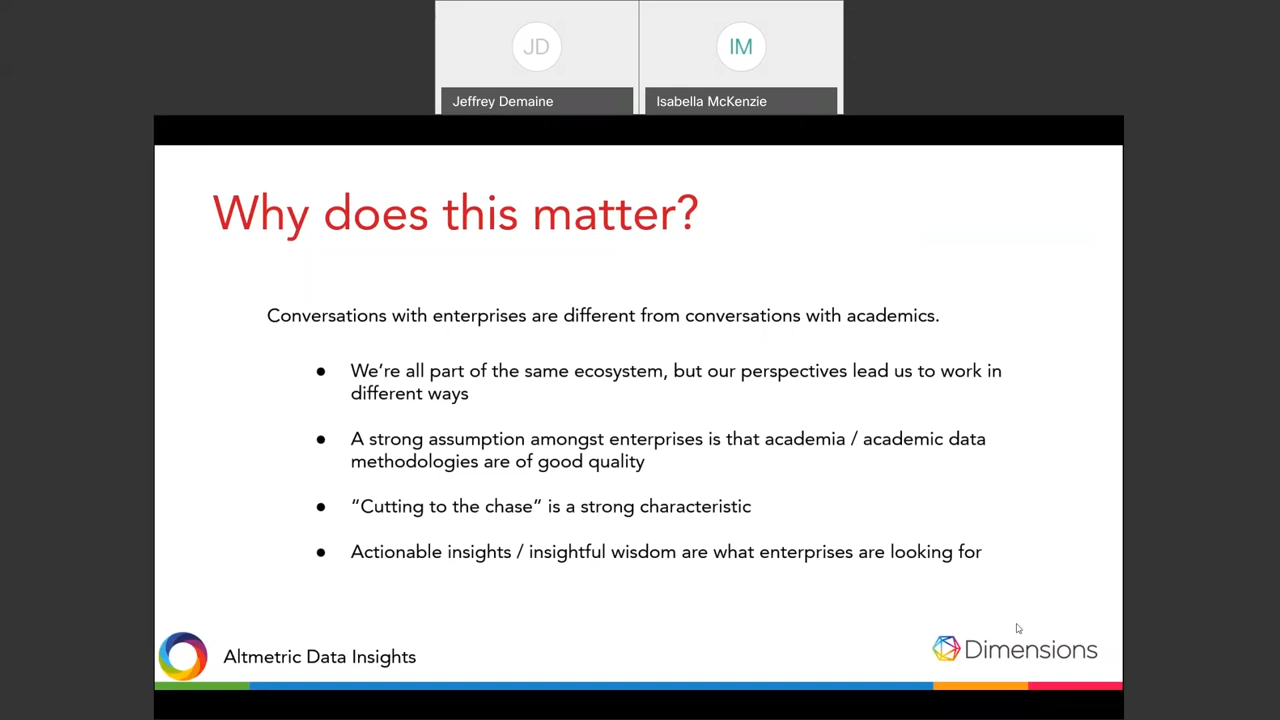 JD
IM
Jeffrey Demaine
Isabella McKenzie
Why does this matter?
Conversations with enterprises are different from conversations with academics.
● We’re all part of the same ecosystem, but our perspectives lead us to work in
different ways
● A strong assumption amongst enterprises is that academia / academic data
methodologies are of good quality
● “Cutting to the chase” is a strong characteristic
● Actionable insights / insightful wisdom are what enterprises are looking for
Altmetric Data Insights
Dimensions